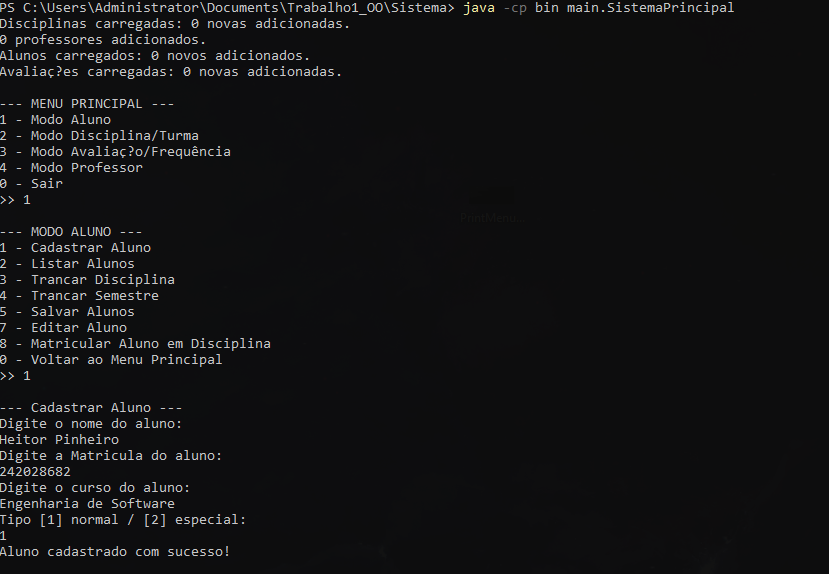 PS C:\Users\Administrator\Documents\Trabalho1_OO\Sistema> java -cp bin main.SistemaPrincipal
Disciplinas carregadas: 0 novas adicionadas.
0 professores adicionados.
Alunos carregados: 0 novos adicionados.
Avaliaç?es carregadas: 0 novas adicionadas.

--- MENU PRINCIPAL ---
1 - Modo Aluno
2 - Modo Disciplina/Turma
3 - Modo Avaliaç?o/Frequência
4 - Modo Professor
0 - Sair
>> 1

--- MODO ALUNO ---
1 - Cadastrar Aluno
2 - Listar Alunos
3 - Trancar Disciplina
4 - Trancar Semestre
5 - Salvar Alunos
7 - Editar Aluno
8 - Matricular Aluno em Disciplina
0 - Voltar ao Menu Principal
>> 1

--- Cadastrar Aluno ---
Digite o nome do aluno:
Heitor Pinheiro
Digite a Matricula do aluno:
242028682
Digite o curso do aluno:
Engenharia de Software
Tipo [1] normal / [2] especial:
1
Aluno cadastrado com sucesso!